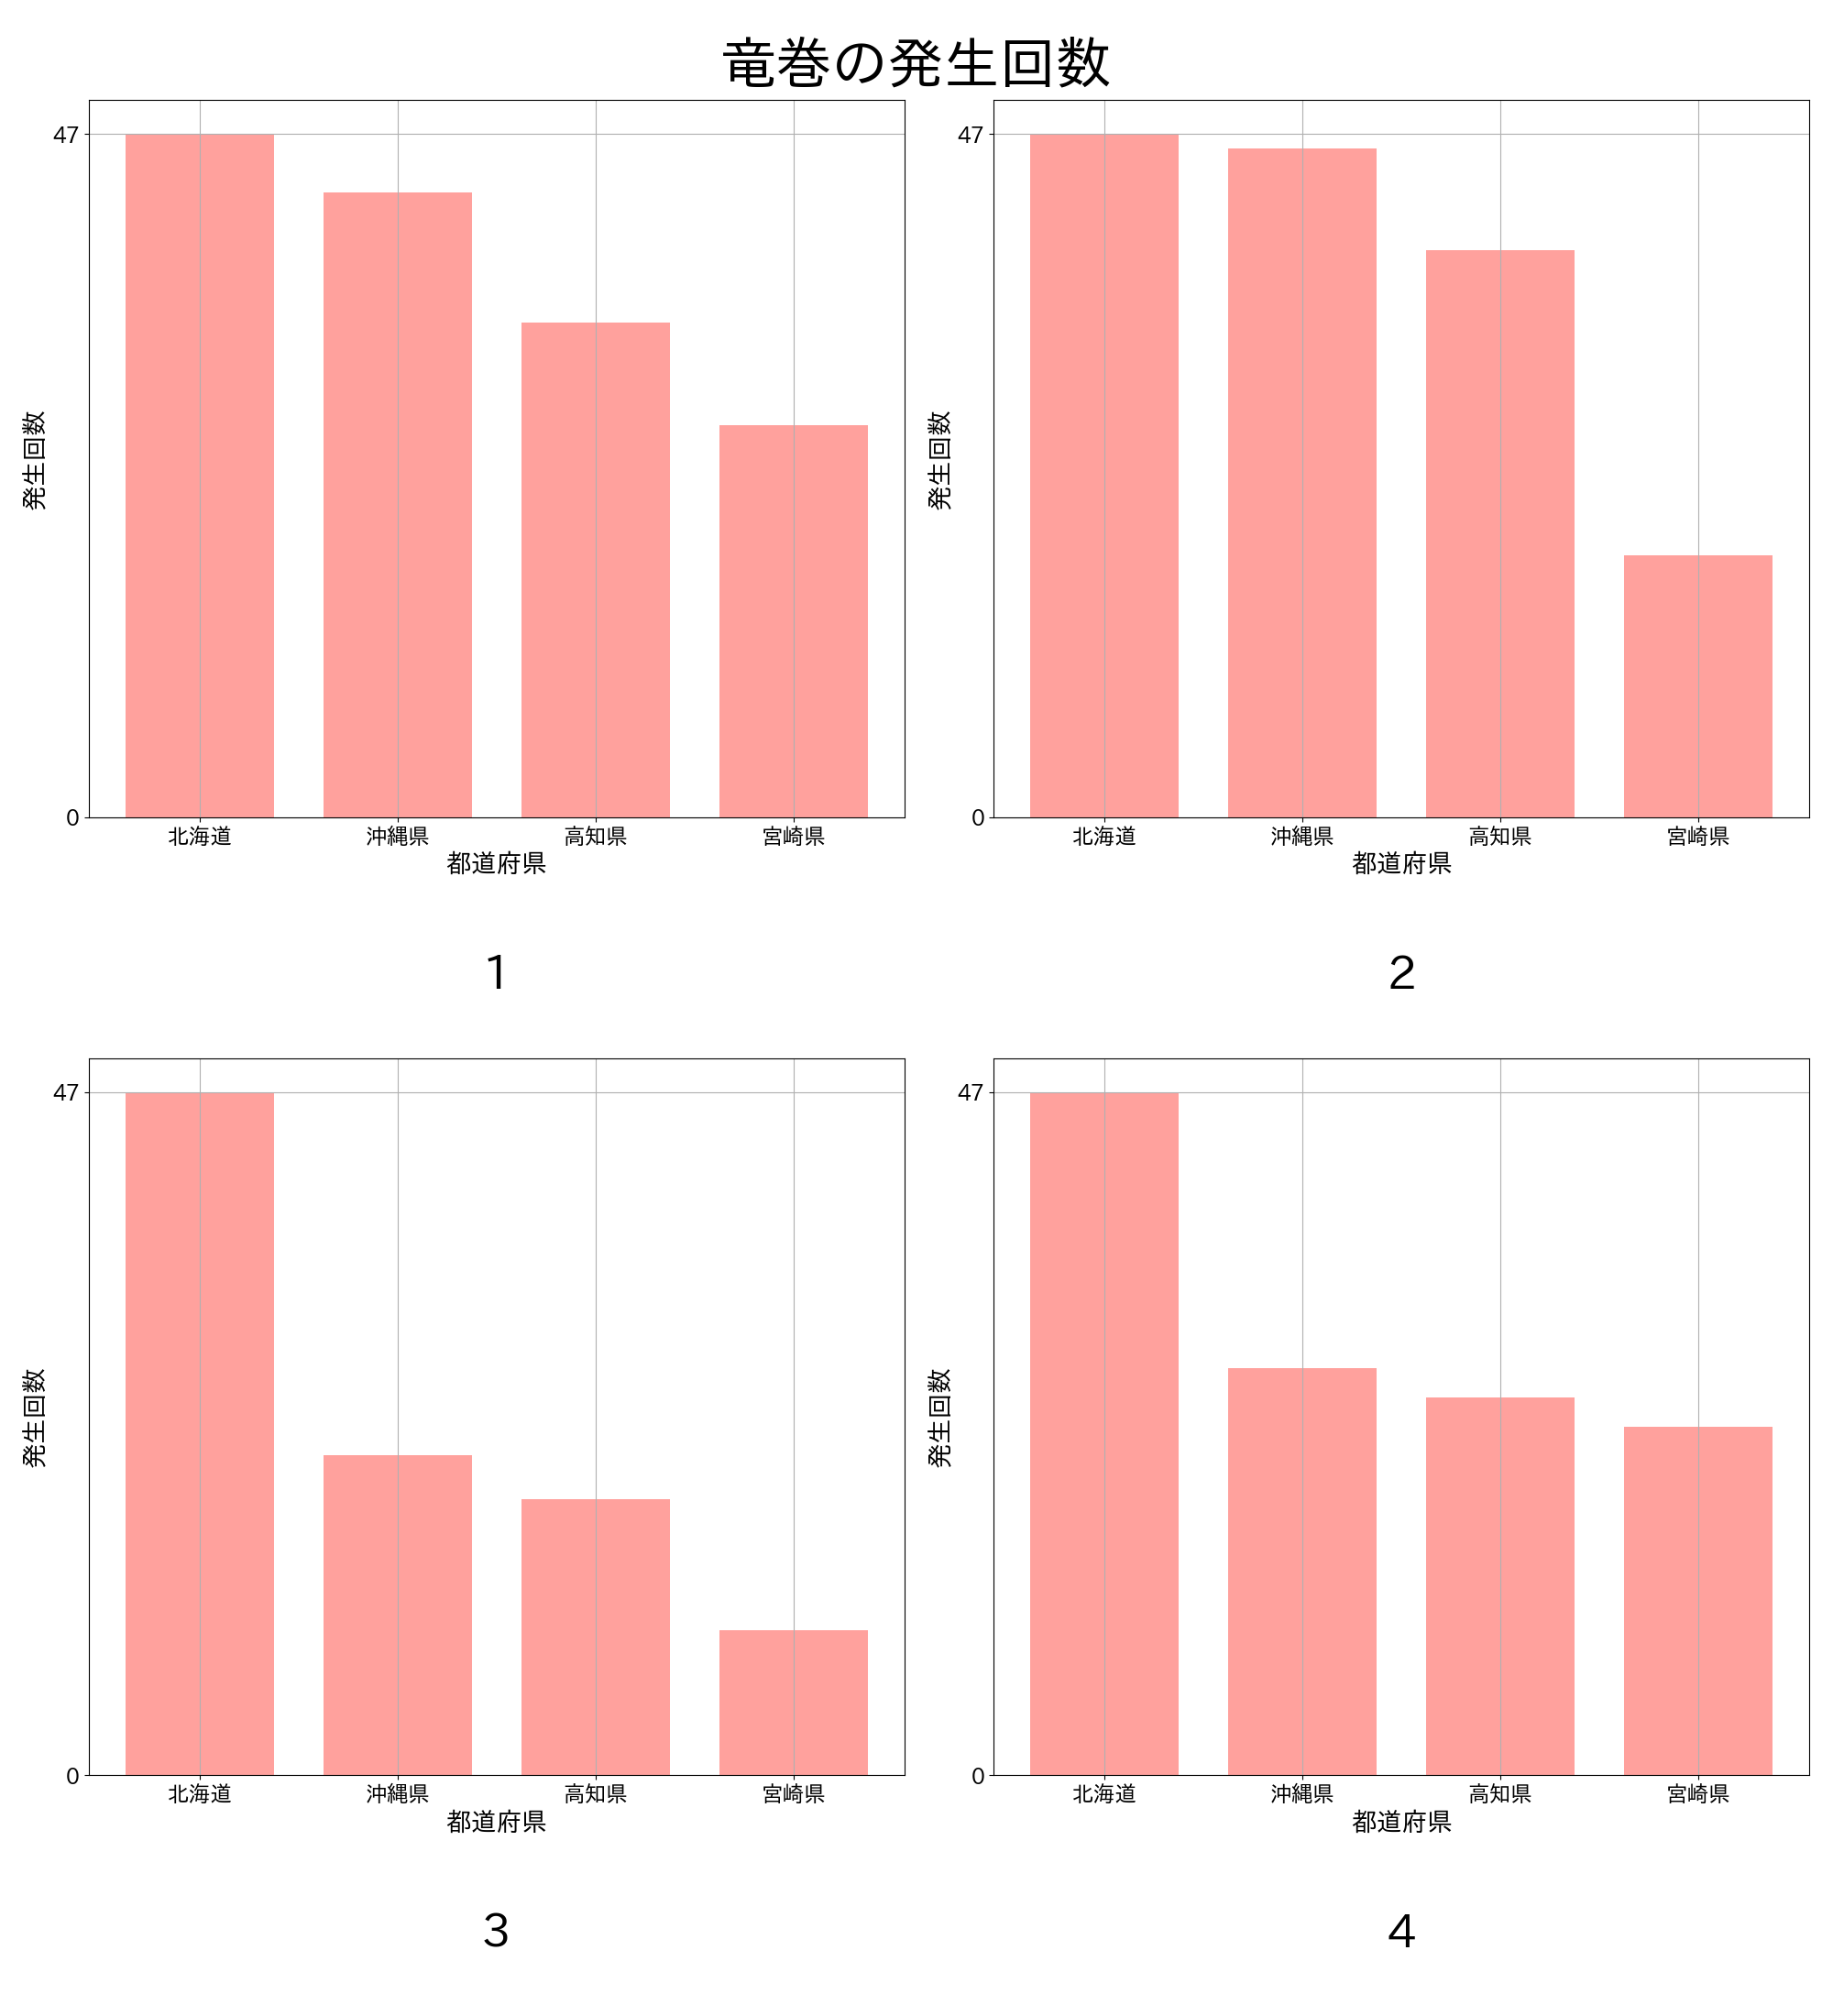 竜巻の発生回数
47
0
発生回数
北海道 沖縄県 高知県 宮崎県
都道府県
1
47
0
発生回数
北海道 沖縄県 高知県 宮崎県
都道府県
2
47
0
発生回数
北海道 沖縄県 高知県 宮崎県
都道府県
3
47
0
発生回数
北海道 沖縄県 高知県 宮崎県
都道府県
4